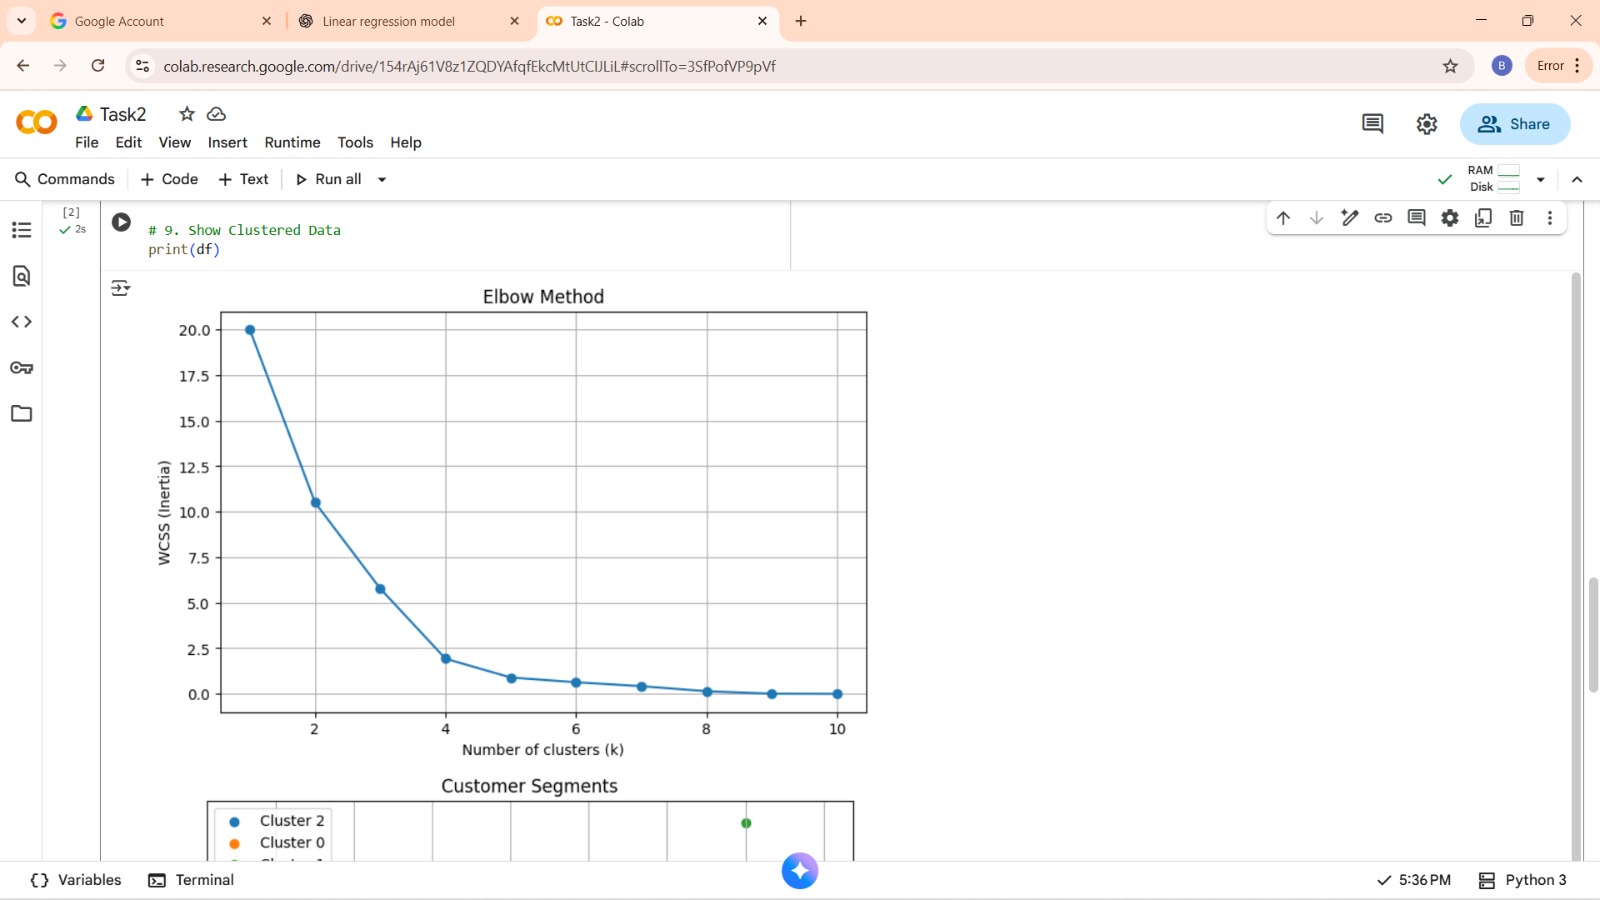 Google Account
Linear regression model
Task2 - Colab
colab.research.google.com/drive/154rAj61V8z1ZQDYAfqfEkcMtUtCIJLiL#scrollTo=3SfPofVP9pVf
B
Error
Task2
File Edit View Insert Runtime Tools Help
Share
Commands + Code + Text Run all
RAM
Disk
[2]
2s
# 9. Show Clustered Data
print(df)
Elbow Method
20.0
17.5
15.0
12.5
10.0
7.5
5.0
2.5
0.0
WCSS (Inertia)
2 4 6 8 10
Number of clusters (k)
Customer Segments
Cluster 2
Cluster 0
Variables Terminal
5:36 PM Python 3